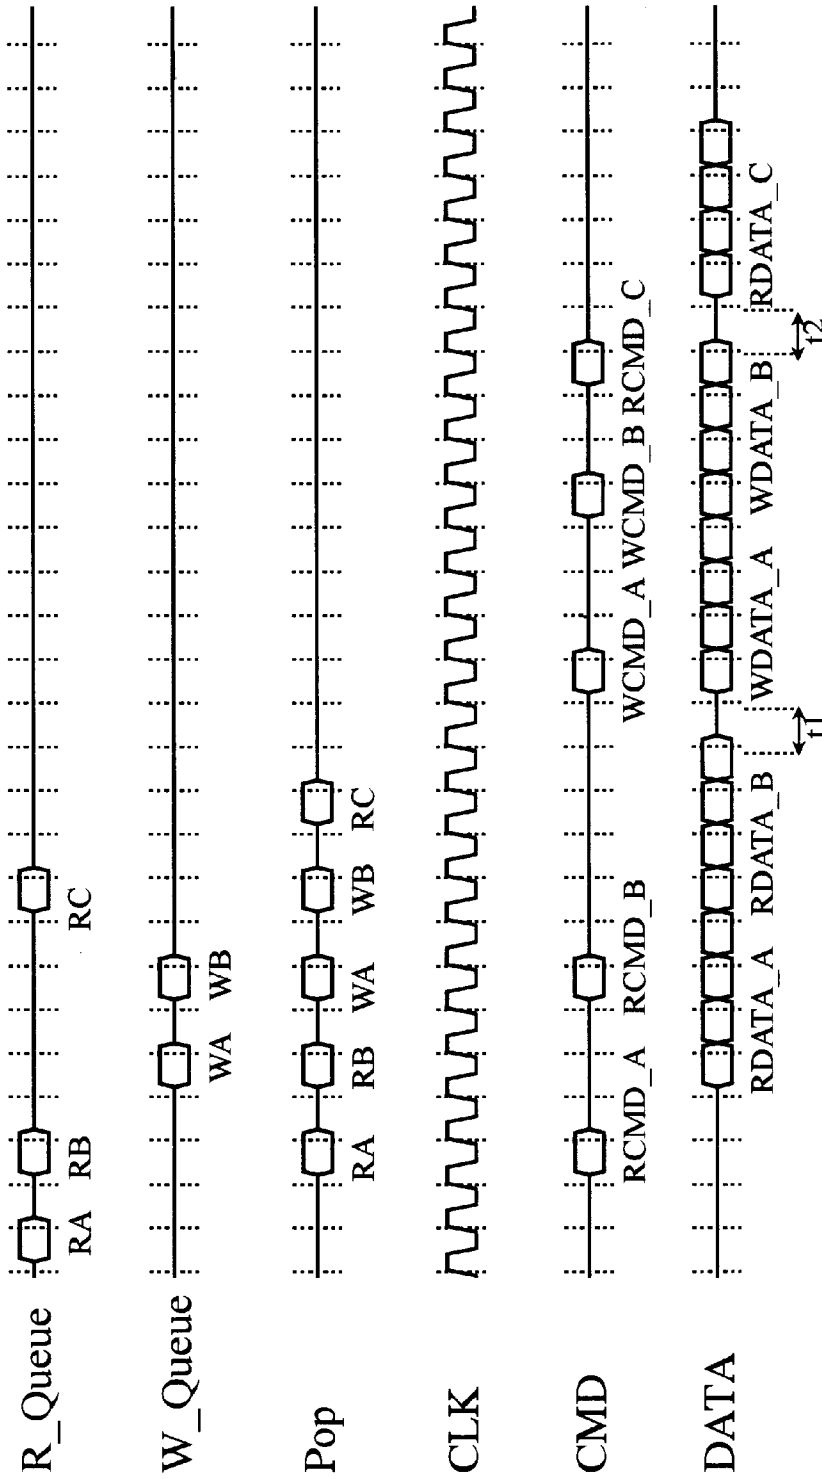 R_Queue
RA RB RC
W_Queue
WA WB
Pop
RA RB WA WB RC
CLK
CMD
RCMD_A RCMD_B WCMD_A WCMD_B RCMD_C
DATA
RDATA_A RDATA_B WDATA_A WDATA_B RDATA_C
t1 t2